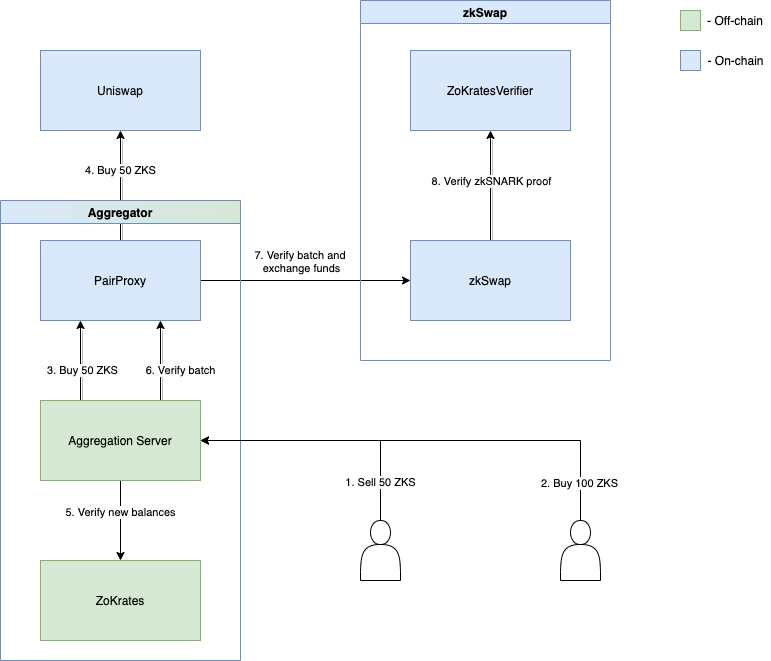 zkSwap
- Off-chain
- On-chain
Uniswap
ZoKratesVerifier
4. Buy 50 ZKS
8. Verify zkSNARK proof
Aggregator
PairProxy
7. Verify batch and
exchange funds
zkSwap
3. Buy 50 ZKS
6. Verify batch
Aggregation Server
1. Sell 50 ZKS
2. Buy 100 ZKS
5. Verify new balances
ZoKrates